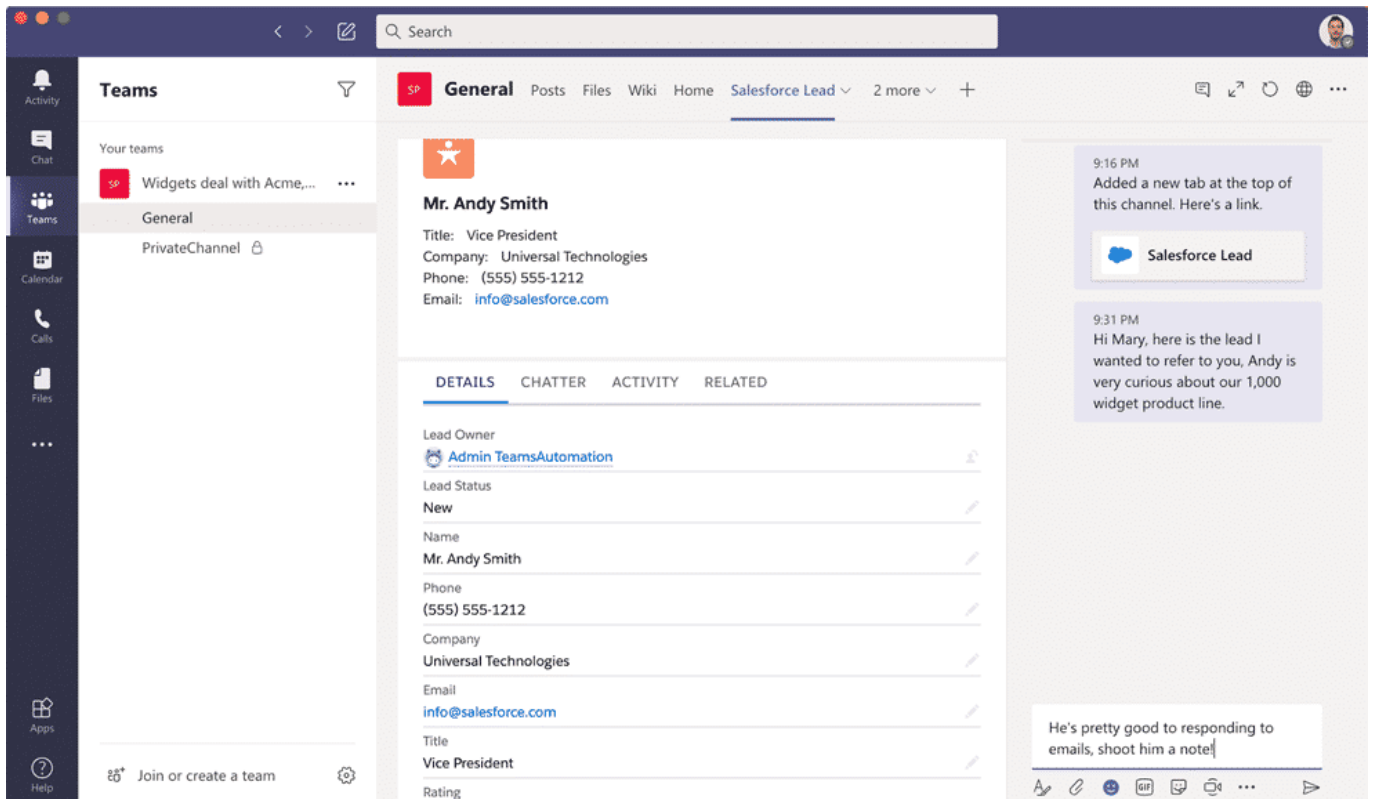 Search
Activity
Chat
Teams
Calendar
Calls
Files
Apps
Help
Teams
Your teams
SP Widgets deal with Acme,...
General
PrivateChannel
Join or create a team
SP General Posts Files Wiki Home Salesforce Lead 2 more
Mr. Andy Smith
Title: Vice President
Company: Universal Technologies
Phone: (555) 555-1212
Email: info@salesforce.com
DETAILS CHATTER ACTIVITY RELATED
Lead Owner
Admin TeamsAutomation
Lead Status
New
Name
Mr. Andy Smith
Phone
(555) 555-1212
Company
Universal Technologies
Email
info@salesforce.com
Title
Vice President
Rating
9:16 PM
Added a new tab at the top of
this channel. Here's a link.
Salesforce Lead
9:31 PM
Hi Mary, here is the lead I
wanted to refer to you, Andy is
very curious about our 1,000
widget product line.
He's pretty good to responding to
emails, shoot him a note!
GIF